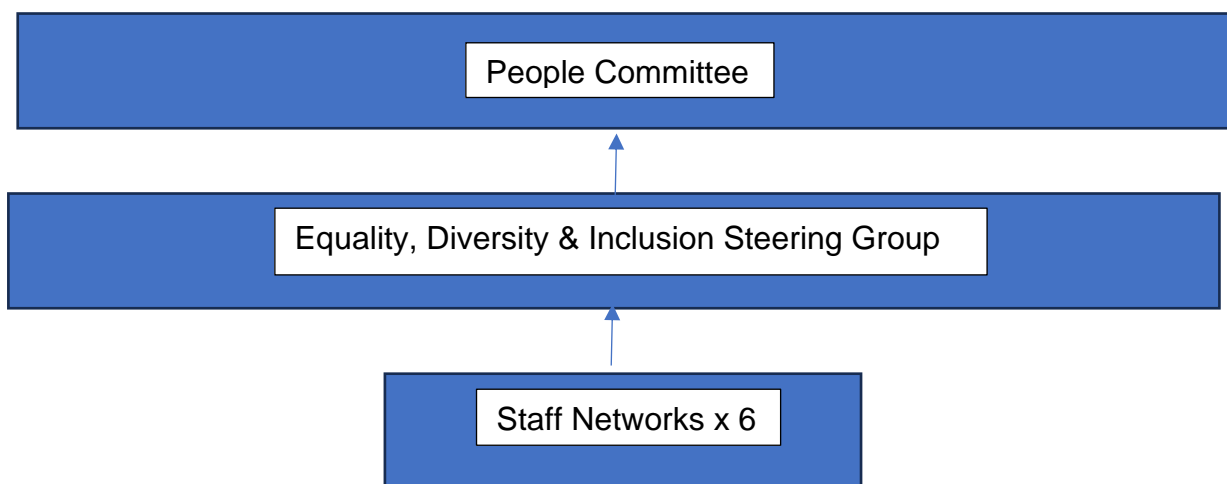 People Committee
Equality, Diversity & Inclusion Steering Group
Staff Networks x 6